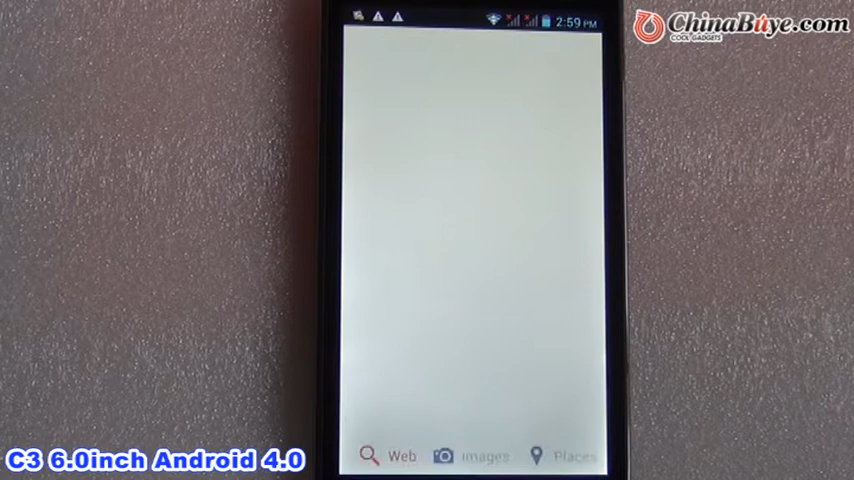 2:59 PM
ChinaBuye.com
COOL GADGETS
Web Images Places
C3 6.0inch Android 4.0